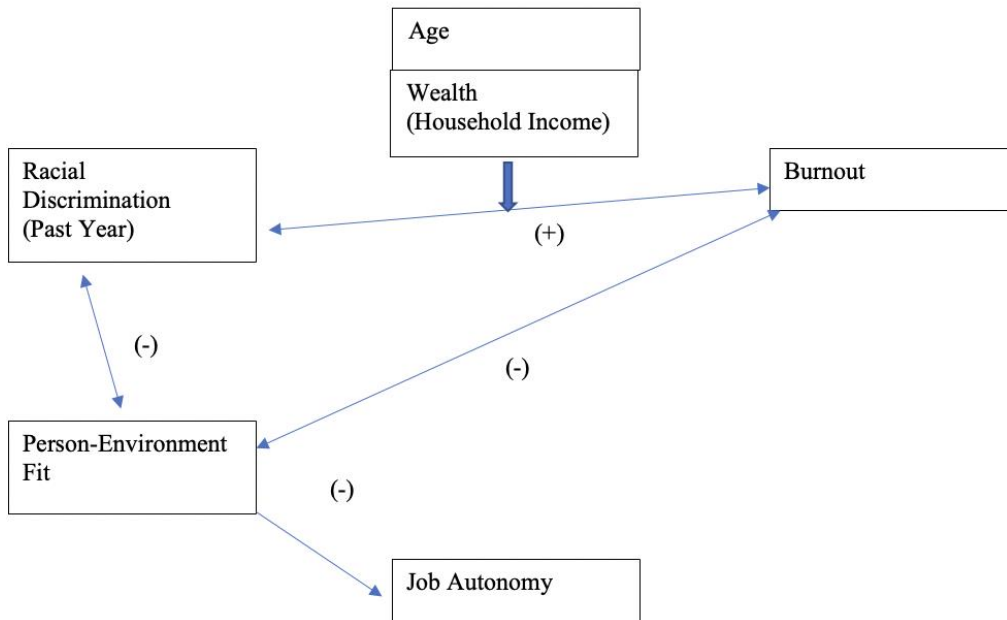 Age
Wealth
(Household Income)
Racial
Discrimination
(Past Year)
Burnout
(+)
(-)
(-)
Person-Environment
Fit
(-)
Job Autonomy